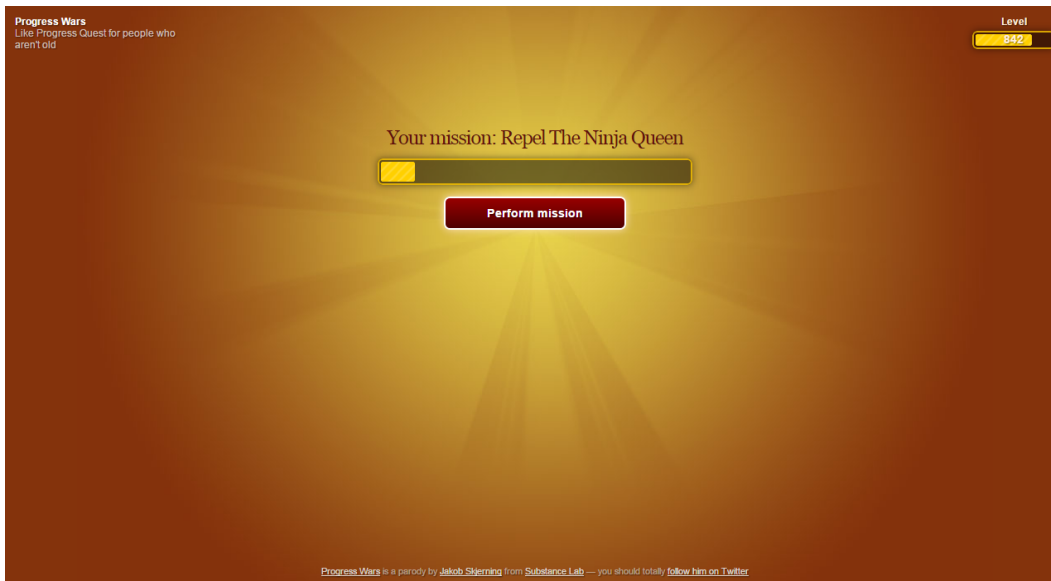 Progress Wars
Like Progress Quest for people who
aren't old
Level
842
Your mission: Repel The Ninja Queen
Perform mission
Progress Wars is a parody by Jakob Skjerning from Substance Lab — you should totally follow him on Twitter